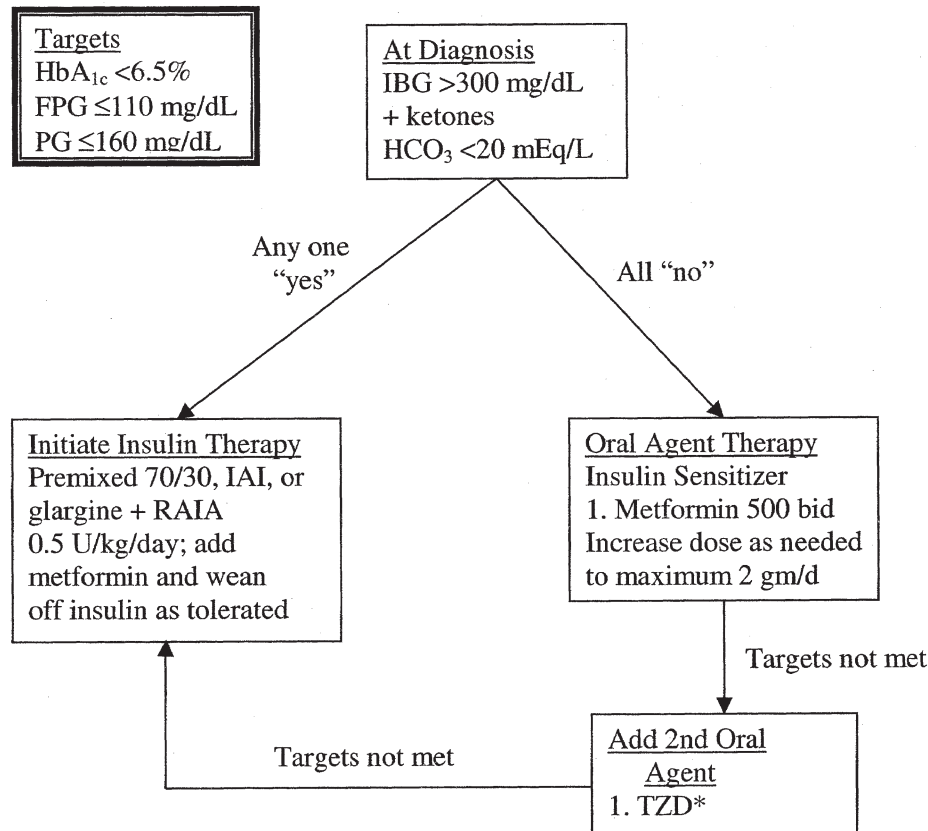 Targets
HbA₁c <6.5%
FPG ≤110 mg/dL
PG ≤160 mg/dL
At Diagnosis
IBG >300 mg/dL
+ ketones
HCO₃ <20 mEq/L
Any one
“yes”
All “no”
Initiate Insulin Therapy
Premixed 70/30, IAI, or
glargine + RAIA
0.5 U/kg/day; add
metformin and wean
off insulin as tolerated
Oral Agent Therapy
Insulin Sensitizer
1. Metformin 500 bid
Increase dose as needed
to maximum 2 gm/d
Targets not met
Targets not met
Add 2nd Oral
Agent
1. TZD*